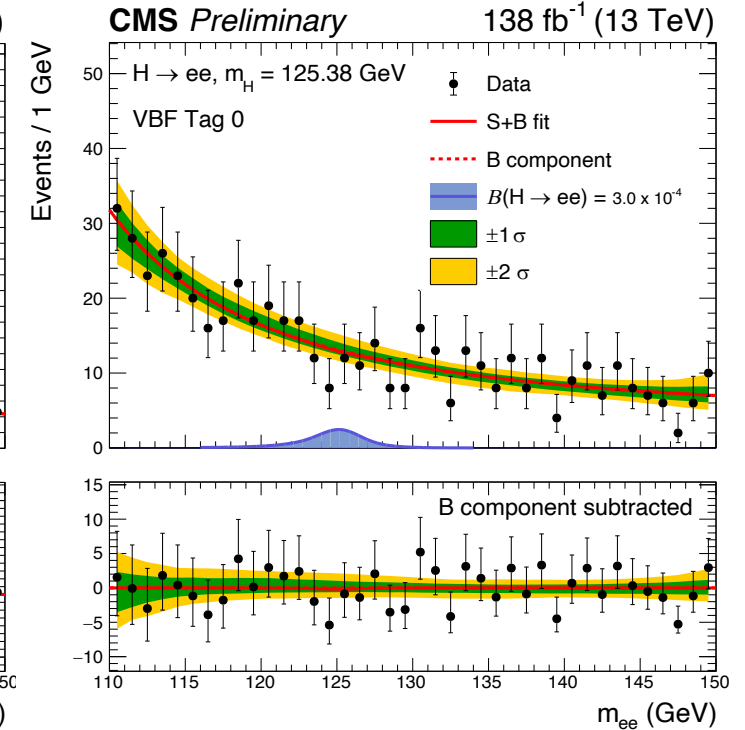 CMS Preliminary 138 fb⁻¹ (13 TeV)
Events / 1 GeV
H → ee, m_H = 125.38 GeV
VBF Tag 0
Data
S+B fit
B component
B(H → ee) = 3.0 x 10⁻⁴
±1 σ
±2 σ
50
40
30
20
10
0
B component subtracted
15
10
5
0
−5
−10
110 115 120 125 130 135 140 145 150
m_ee (GeV)